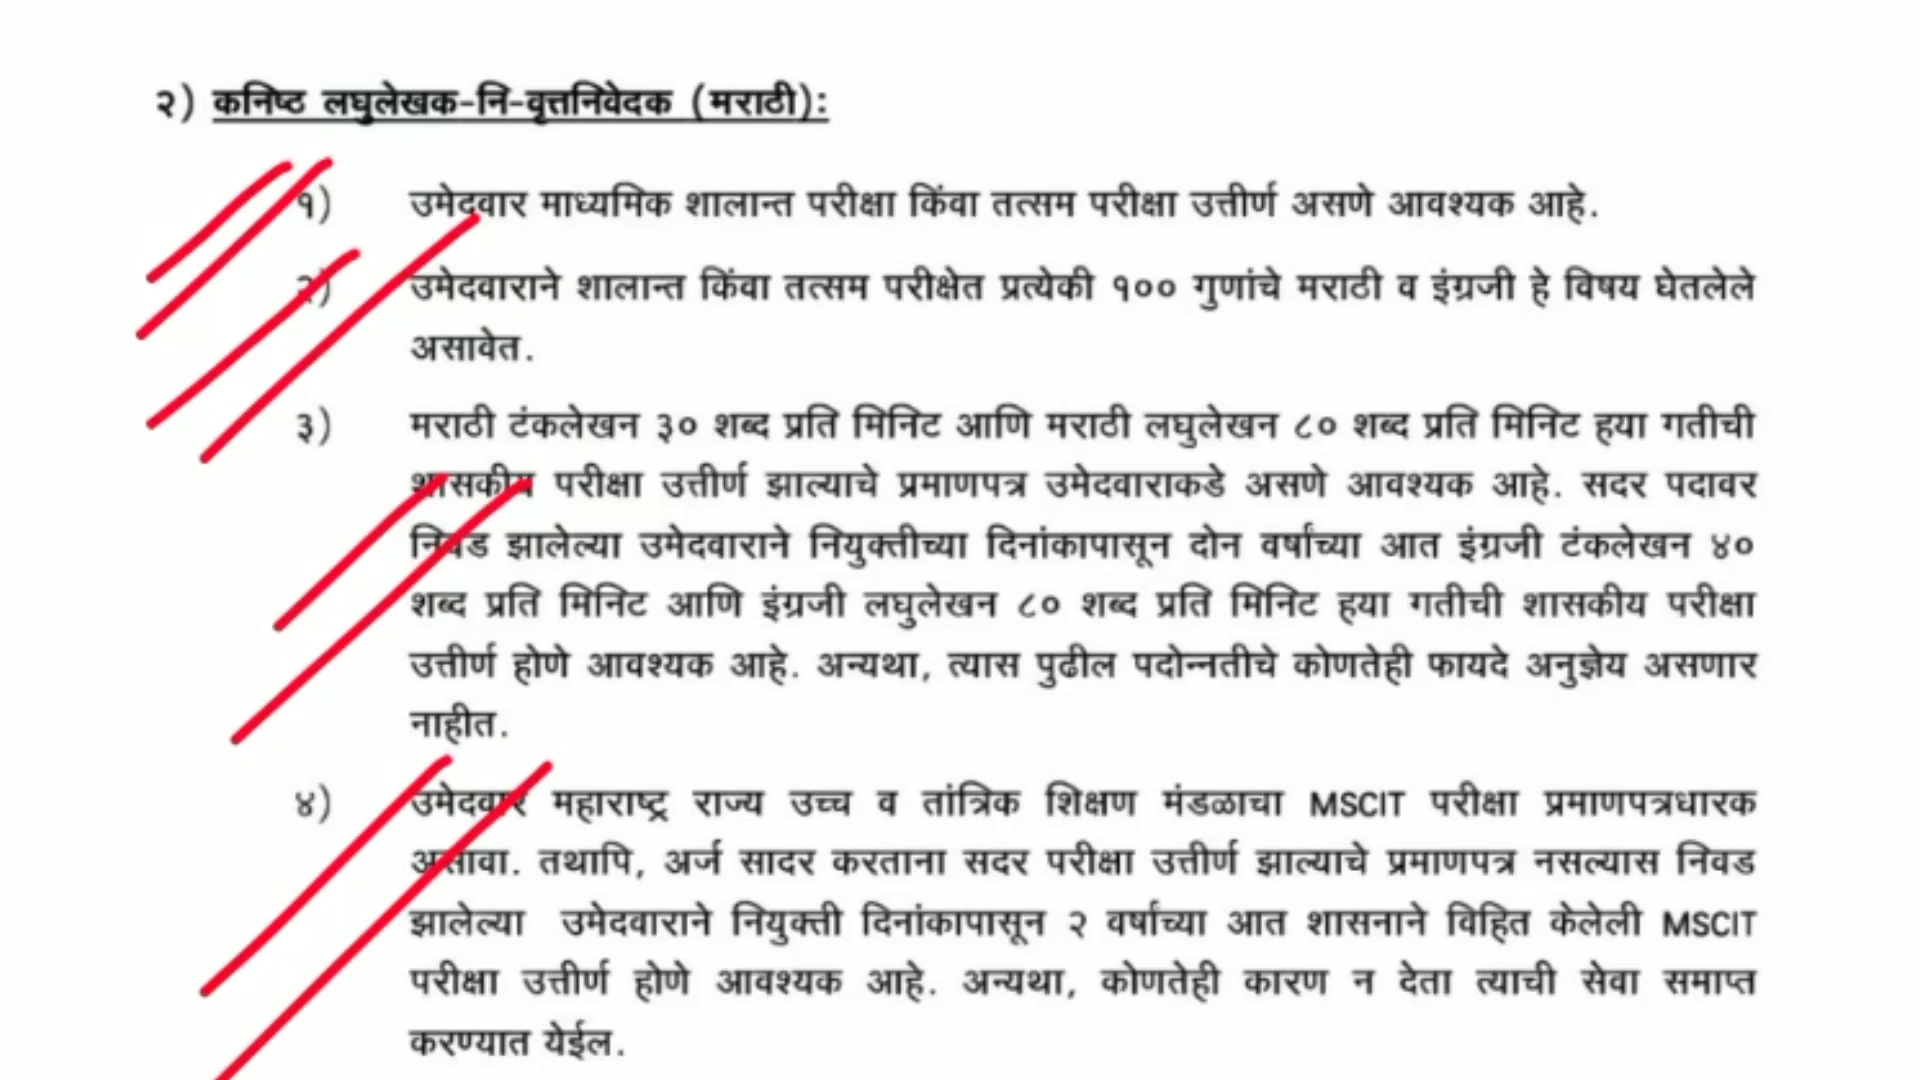 २) कनिष्ट लघुलेखक-नि-वृत्तनिवेदक (मराठी):
१) उमेदवार माध्यमिक शालान्त परीक्षा किंवा तत्सम परीक्षा उत्तीर्ण असणे आवश्यक आहे.
२) उमेदवाराने शालान्त किंवा तत्सम परीक्षेत प्रत्येकी १०० गुणांचे मराठी व इंग्रजी हे विषय घेतलेले
असावेत.
३) मराठी टंकलेखन ३० शब्द प्रति मिनिट आणि मराठी लघुलेखन ८० शब्द प्रति मिनिट हया गतीची
शासकीय परीक्षा उत्तीर्ण झाल्याचे प्रमाणपत्र उमेदवाराकडे असणे आवश्यक आहे. सदर पदावर
निवड झालेल्या उमेदवाराने नियुक्तीच्या दिनांकापासून दोन वर्षाच्या आत इंग्रजी टंकलेखन ४०
शब्द प्रति मिनिट आणि इंग्रजी लघुलेखन ८० शब्द प्रति मिनिट हया गतीची शासकीय परीक्षा
उत्तीर्ण होणे आवश्यक आहे. अन्यथा, त्यास पुढील पदोन्नतीचे कोणतेही फायदे अनुज्ञेय असणार
नाहीत.
४) उमेदवार महाराष्ट्र राज्य उच्च व तांत्रिक शिक्षण मंडळाचा MSCIT परीक्षा प्रमाणपत्रधारक
असावा. तथापि, अर्ज सादर करताना सदर परीक्षा उत्तीर्ण झाल्याचे प्रमाणपत्र नसल्यास निवड
झालेल्या उमेदवाराने नियुक्ती दिनांकापासून २ वर्षाच्या आत शासनाने विहित केलेली MSCIT
परीक्षा उत्तीर्ण होणे आवश्यक आहे. अन्यथा, कोणतेही कारण न देता त्याची सेवा समाप्त
करण्यात येईल.